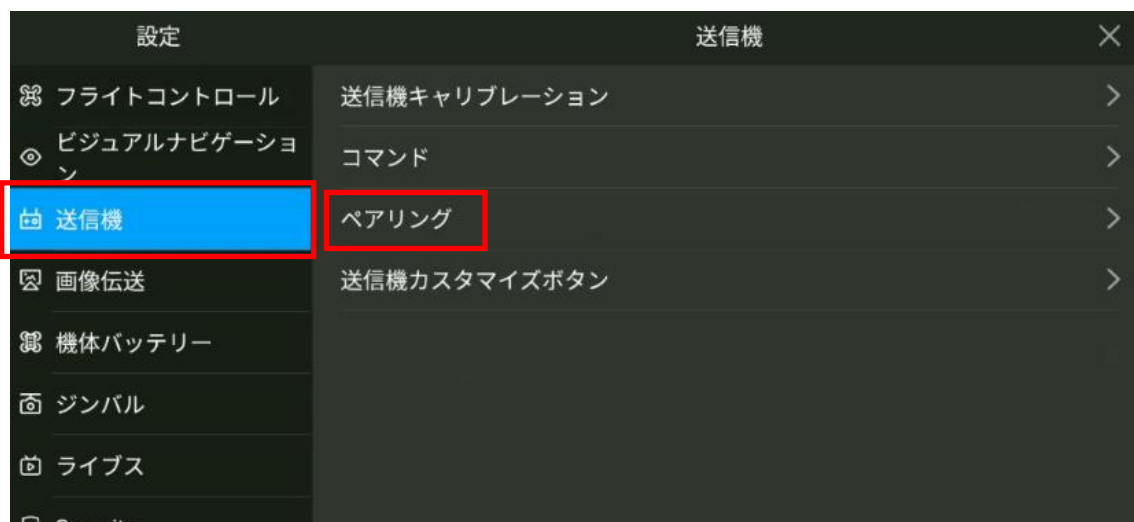 設定
送信機
フライトコントロール
ビジュアルナビゲーショ
ン
送信機
画像伝送
機体バッテリー
ジンバル
ライブス
送信機キャリブレーション
コマンド
ペアリング
送信機カスタマイズボタン